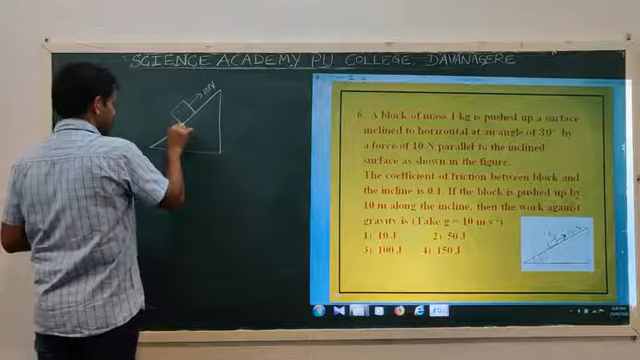 SCIENCE ACADEMY PU COLLEGE, DAVANAGERE
10N
6. A block of mass 1 kg is pushed up a surface
inclined to horizontal at an angle of 30° by
a force of 10 N parallel to the inclined
surface as shown in the figure.
The coefficient of friction between block and
the incline is 0.1. If the block is pushed up by
10 m along the incline, then the work against
gravity is (Take g = 10 m s⁻²)
1) 10 J 2) 50 J
3) 100 J 4) 150 J